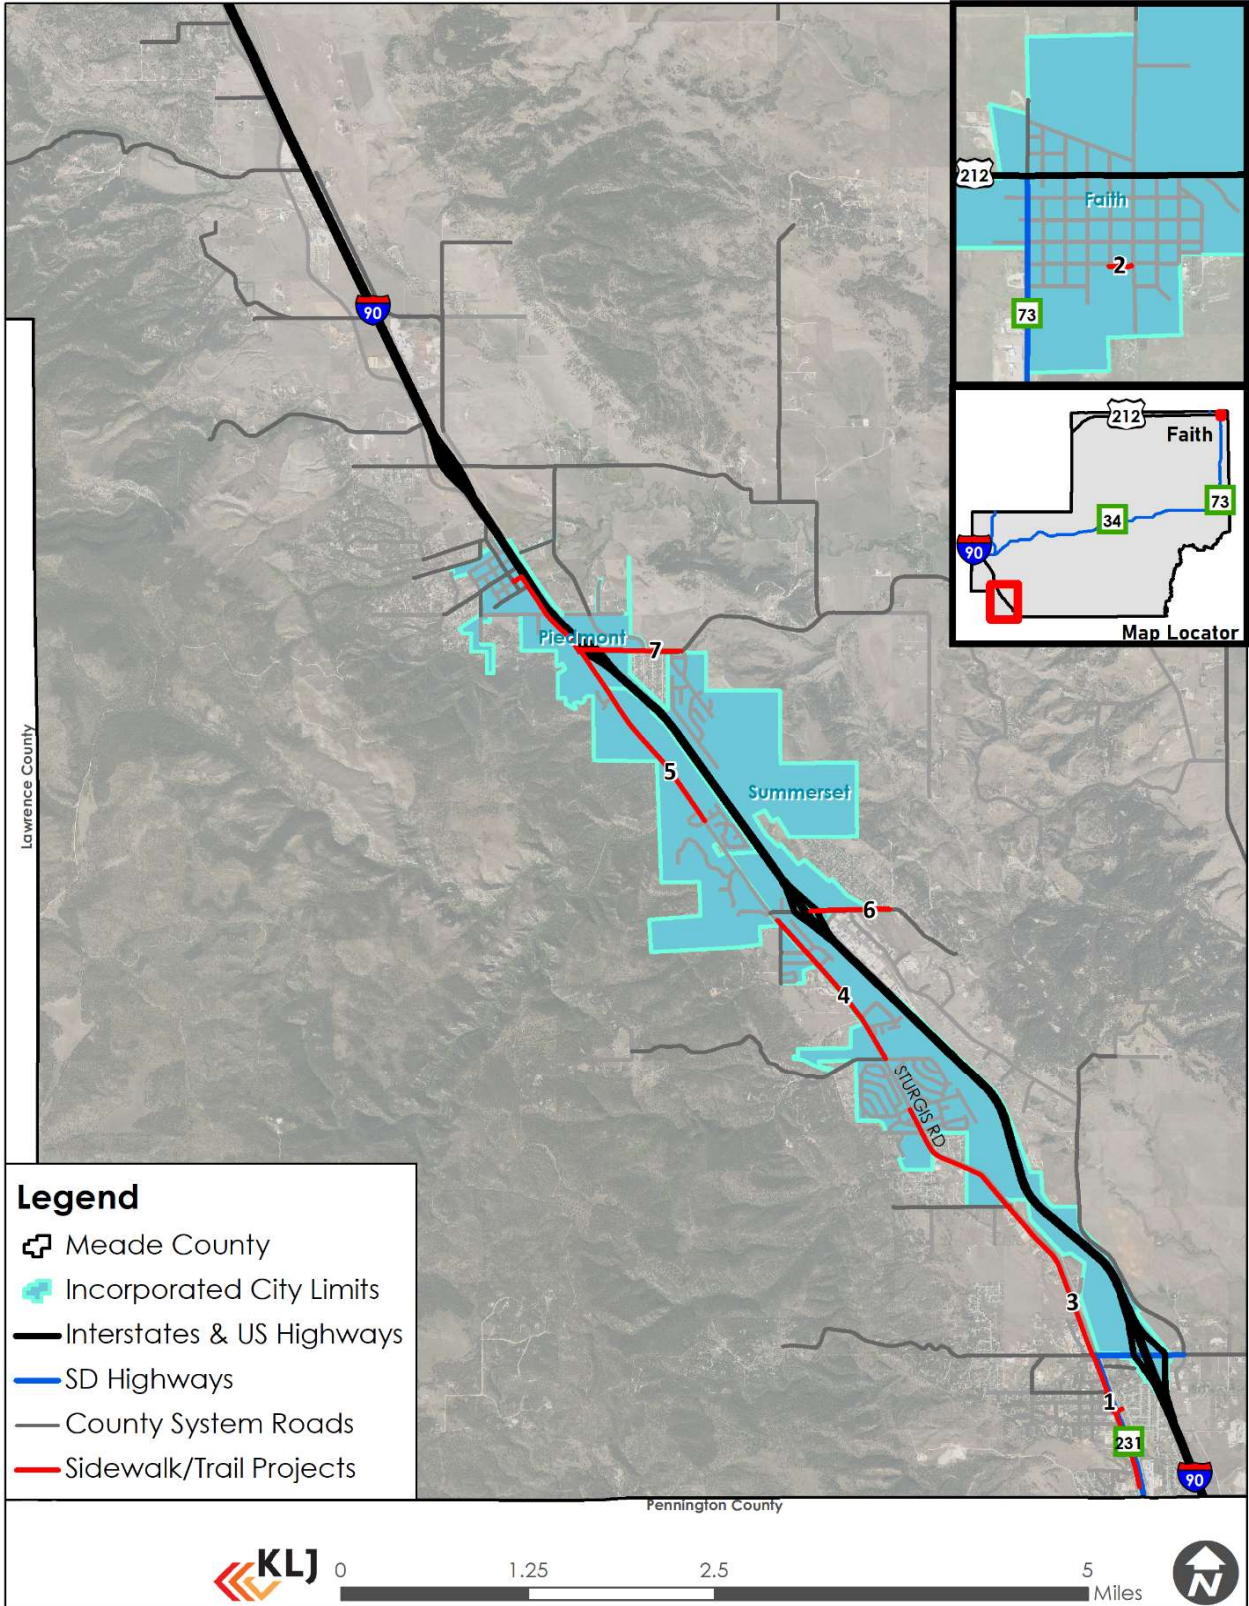 212
Faith
2
73
90
212
Faith
73
34
90
Map Locator
Piedmont
7
5
Summerset
Lawrence County
6
4
STURGIS RD
3
1
231
90
Legend
Meade County
Incorporated City Limits
Interstates & US Highways
SD Highways
County System Roads
Sidewalk/Trail Projects
Pennington County
KLJ
0 1.25 2.5 5
Miles
N